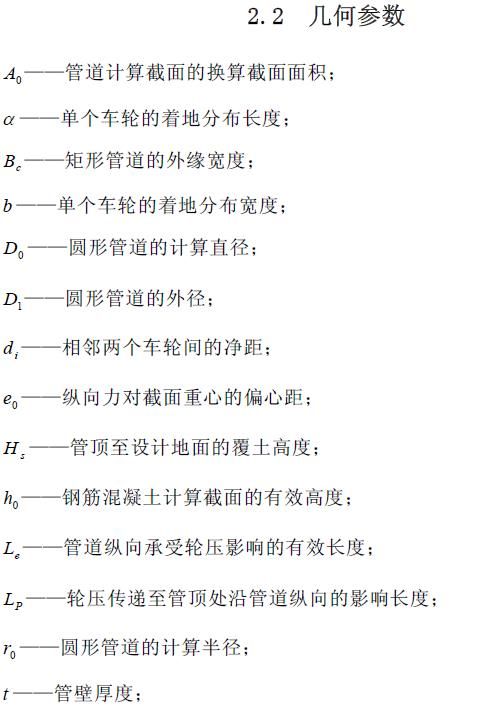 2.2 几何参数
A₀——管道计算截面的换算截面面积；
α——单个车轮的着地分布长度；
B_c——矩形管道的外缘宽度；
b——单个车轮的着地分布宽度；
D₀——圆形管道的计算直径；
D₁——圆形管道的外径；
d_i——相邻两个车轮间的净距；
e₀——纵向力对截面重心的偏心距；
H_s——管顶至设计地面的覆土高度；
h₀——钢筋混凝土计算截面的有效高度；
L_e——管道纵向承受轮压影响的有效长度；
L_P——轮压传递至管顶处沿管道纵向的影响长度；
r₀——圆形管道的计算半径；
t——管壁厚度；